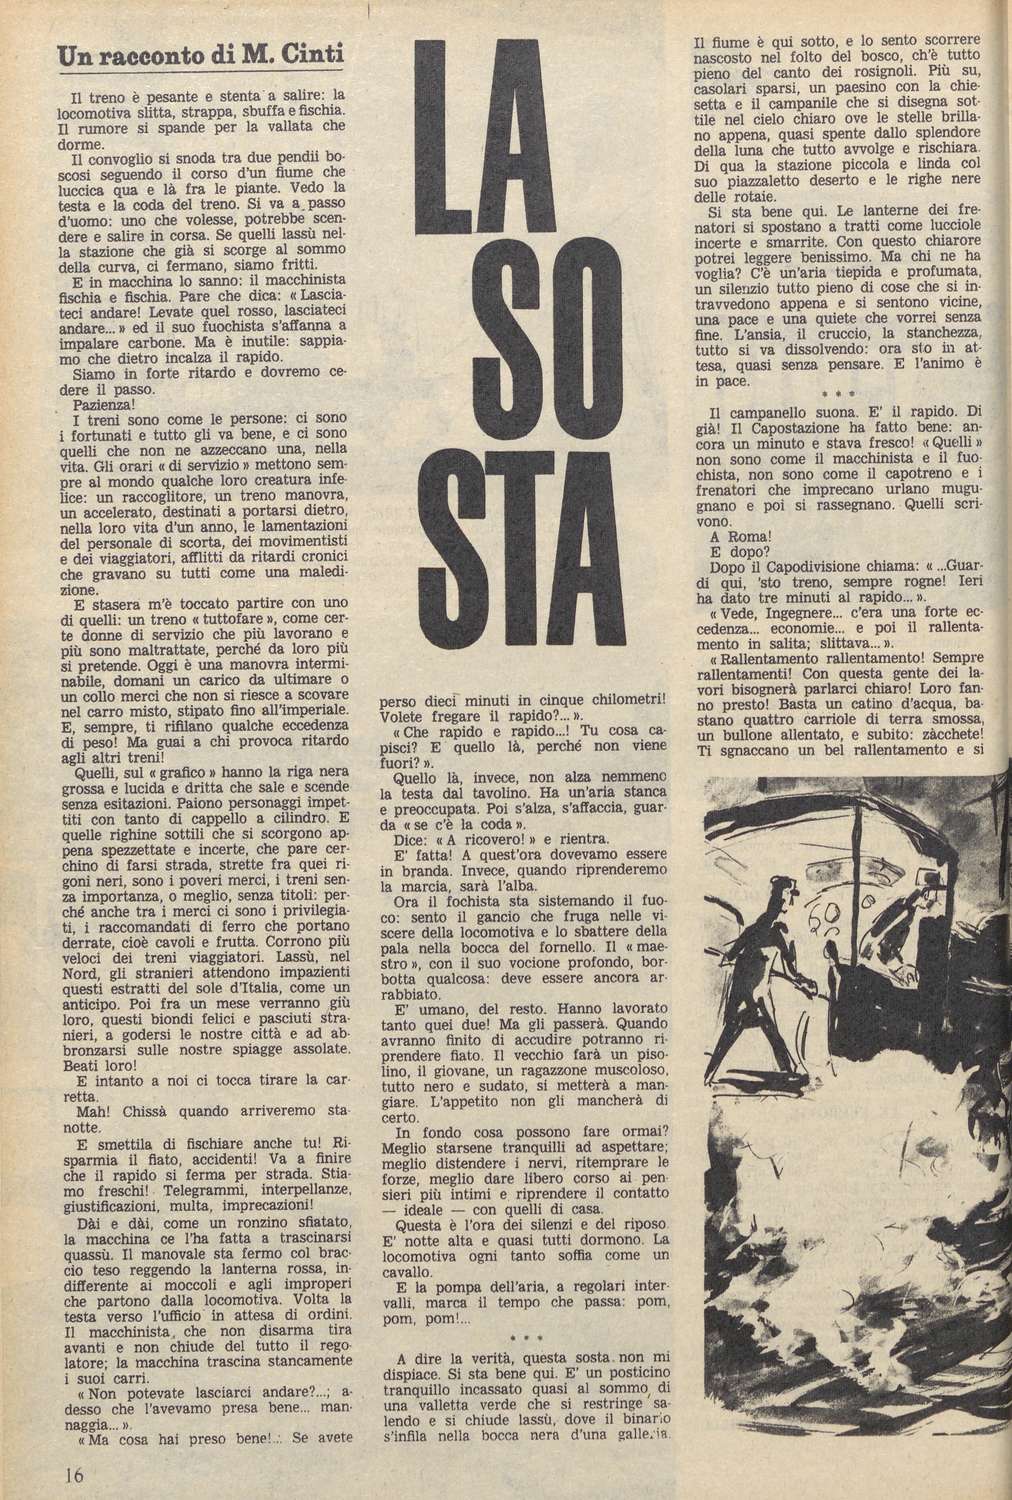 Un racconto di M. Cinti
Il treno è pesante e stenta a salire: la
locomotiva slitta, strappa, sbuffa e fischia.
Il rumore si spande per la vallata che
dorme.
Il convoglio si snoda tra due pendii bo-
scosi seguendo il corso d'un fiume che
luccica qua e là fra le piante. Vedo la
testa e la coda del treno. Si va a passo
d'uomo: uno che volesse, potrebbe scen-
dere e salire in corsa. Se quelli lassù nel-
la stazione che già si scorge al sommo
della curva, ci fermano, siamo fritti.
E in macchina lo sanno: il macchinista
fischia e fischia. Pare che dica: « Lascia-
teci andare! Levate quel rosso, lasciateci
andare... » ed il suo fuochista s'affanna a
impalare carbone. Ma è inutile: sappia-
mo che dietro incalza il rapido.
Siamo in forte ritardo e dovremo ce-
dere il passo.
Pazienza!
I treni sono come le persone: ci sono
i fortunati e tutto gli va bene, e ci sono
quelli che non ne azzeccano una, nella
vita. Gli orari « di servizio » mettono sem-
pre al mondo qualche loro creatura infe-
lice: un raccoglitore, un treno manovra,
un accelerato, destinati a portarsi dietro,
nella loro vita d'un anno, le lamentazioni
del personale di scorta, dei movimentisti
e dei viaggiatori, afflitti da ritardi cronici
che gravano su tutti come una maledi-
zione.
E stasera m'è toccato partire con uno
di quelli: un treno « tuttofare », come cer-
te donne di servizio che più lavorano e
più sono maltrattate, perché da loro più
si pretende. Oggi è una manovra intermi-
nabile, domani un carico da ultimare o
un collo merci che non si riesce a scovare
nel carro misto, stipato fino all'imperiale.
E, sempre, ti rifilano qualche eccedenza
di peso! Ma guai a chi provoca ritardo
agli altri treni!
Quelli, sul « grafico » hanno la riga nera
grossa e lucida e dritta che sale e scende
senza esitazioni. Paiono personaggi impet-
titi con tanto di cappello a cilindro. E
quelle righine sottili che si scorgono ap-
pena spezzettate e incerte, che pare cer-
chino di farsi strada, strette fra quei ri-
goni neri, sono i poveri merci, i treni sen-
za importanza, o meglio, senza titoli: per-
ché anche tra i merci ci sono i privilegia-
ti, i raccomandati di ferro che portano
derrate, cioè cavoli e frutta. Corrono più
veloci dei treni viaggiatori. Lassù, nel
Nord, gli stranieri attendono impazienti
questi estratti del sole d'Italia, come un
anticipo. Poi fra un mese verranno giù
loro, questi biondi felici e pasciuti stra-
nieri, a godersi le nostre città e ad ab-
bronzarsi sulle nostre spiagge assolate.
Beati loro!
E intanto a noi ci tocca tirare la car-
retta.
Mah! Chissà quando arriveremo sta-
notte.
E smettila di fischiare anche tu! Ri-
sparmia il fiato, accidenti! Va a finire
che il rapido si ferma per strada. Stia-
mo freschi! Telegrammi, interpellanze,
giustificazioni, multa, imprecazioni!
Dài e dài, come un ronzino sfiatato,
la macchina ce l'ha fatta a trascinarsi
quassù. Il manovale sta fermo col brac-
cio teso reggendo la lanterna rossa, in-
differente ai moccoli e agli improperi
che partono dalla locomotiva. Volta la
testa verso l'ufficio in attesa di ordini.
Il macchinista che non disarma tira
avanti e non chiude del tutto il rego-
latore; la macchina trascina stancamente
i suoi carri.
« Non potevate lasciarci andare?...; a-
desso che l'avevamo presa bene... man-
naggia... ».
« Ma cosa hai preso bene!... Se avete
LA
SO
STA
perso dieci minuti in cinque chilometri!
Volete fregare il rapido?... ».
« Che rapido e rapido...! Tu cosa ca-
pisci? E quello là, perché non viene
fuori? ».
Quello là, invece, non alza nemmeno
la testa dal tavolino. Ha un'aria stanca
e preoccupata. Poi s'alza, s'affaccia, guar-
da « se c'è la coda ».
Dice: « A ricovero! » e rientra.
E' fatta! A quest'ora dovevamo essere
in branda. Invece, quando riprenderemo
la marcia, sarà l'alba.
Ora il fochista sta sistemando il fuo-
co: sento il gancio che fruga nelle vi-
scere della locomotiva e lo sbattere della
pala nella bocca del fornello. Il « mae-
stro », con il suo vocione profondo, bor-
botta qualcosa: deve essere ancora ar-
rabbiato.
E' umano, del resto. Hanno lavorato
tanto quei due! Ma gli passerà. Quando
avranno finito di accudire potranno ri-
prendere fiato. Il vecchio farà un piso-
lino, il giovane, un ragazzone muscoloso,
tutto nero e sudato, si metterà a man-
giare. L'appetito non gli mancherà di
certo.
In fondo cosa possono fare ormai?
Meglio starsene tranquilli ad aspettare;
meglio distendere i nervi, ritemprare le
forze, meglio dare libero corso ai pen-
sieri più intimi e riprendere il contatto
— ideale — con quelli di casa.
Questa è l'ora dei silenzi e del riposo.
E' notte alta e quasi tutti dormono. La
locomotiva ogni tanto soffia come un
cavallo.
E la pompa dell'aria, a regolari inter-
valli, marca il tempo che passa: pom,
pom, pom!...
* * *
A dire la verità, questa sosta non mi
dispiace. Si sta bene qui. E' un posticino
tranquillo incassato quasi al sommo di
una valletta verde che si restringe sa-
lendo e si chiude lassù, dove il binario
s'infila nella bocca nera d'una galleria.
Il fiume è qui sotto, e lo sento scorrere
nascosto nel folto del bosco, ch'è tutto
pieno del canto dei rosignoli. Più su,
casolari sparsi, un paesino con la chie-
setta e il campanile che si disegna sot-
tile nel cielo chiaro ove le stelle brilla-
no appena, quasi spente dallo splendore
della luna che tutto avvolge e rischiara.
Di qua la stazione piccola e linda col
suo piazzaletto deserto e le righe nere
delle rotaie.
Si sta bene qui. Le lanterne dei fre-
natori si spostano a tratti come lucciole
incerte e smarrite. Con questo chiarore
potrei leggere benissimo. Ma chi ne ha
voglia? C'è un'aria tiepida e profumata,
un silenzio tutto pieno di cose che si in-
travvedono appena e si sentono vicine,
una pace e una quiete che vorrei senza
fine. L'ansia, il cruccio, la stanchezza,
tutto si va dissolvendo: ora sto in at-
tesa, quasi senza pensare. E l'animo è
in pace.
* * *
Il campanello suona. E' il rapido. Di
già! Il Capostazione ha fatto bene: an-
cora un minuto e stava fresco! « Quelli »
non sono come il macchinista e il fuo-
chista, non sono come il capotreno e i
frenatori che imprecano urlano mugu-
gnano e poi si rassegnano. Quelli scri-
vono.
A Roma!
E dopo?
Dopo il Capodivisione chiama: « ...Guar-
di qui, 'sto treno, sempre rogne! Ieri
ha dato tre minuti al rapido... ».
« Vede, Ingegnere... c'era una forte ec-
cedenza... economie... e poi il rallenta-
mento in salita; slittava... ».
« Rallentamento rallentamento! Sempre
rallentamenti! Con questa gente dei la-
vori bisognerà parlarci chiaro! Loro fan-
no presto! Basta un catino d'acqua, ba-
stano quattro carriole di terra smossa,
un bullone allentato, e subito: zàcchete!
Ti sgnaccano un bel rallentamento e si
16